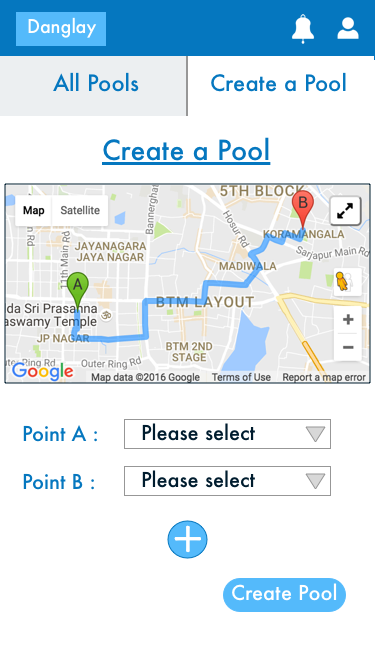 Danglay
All Pools
Create a Pool
Create a Pool
Map
Satellite
5TH BLOCK
B
Bannerghat
Hosur Rd
KORAMANGALA
Sarjapur Main Rd
11th Main Rd
JAYANAGARA
JAYA NAGAR
MADIWALA
A
da Sri Prasanna
aswamy Temple
BTM LAYOUT
JP NAGAR
BTM 2ND
STAGE
uter Ring Rd
Outer Ring Rd
Google
Map data ©2016 Google
Terms of Use
Report a map error
Point A :
Please select
Point B :
Please select
Create Pool